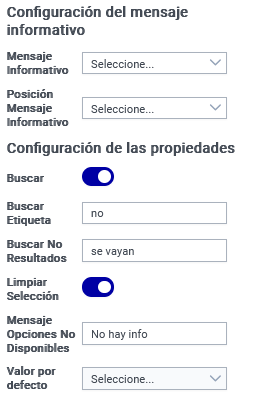 Configuración del mensaje
informativo
Mensaje
Informativo
Seleccione...
Posición
Mensaje
Informativo
Seleccione...
Configuración de las propiedades
Buscar
Buscar
Etiqueta
no
Buscar No
Resultados
se vayan
Limpiar
Selección
Mensaje
Opciones No
Disponibles
No hay info
Valor por
defecto
Seleccione...